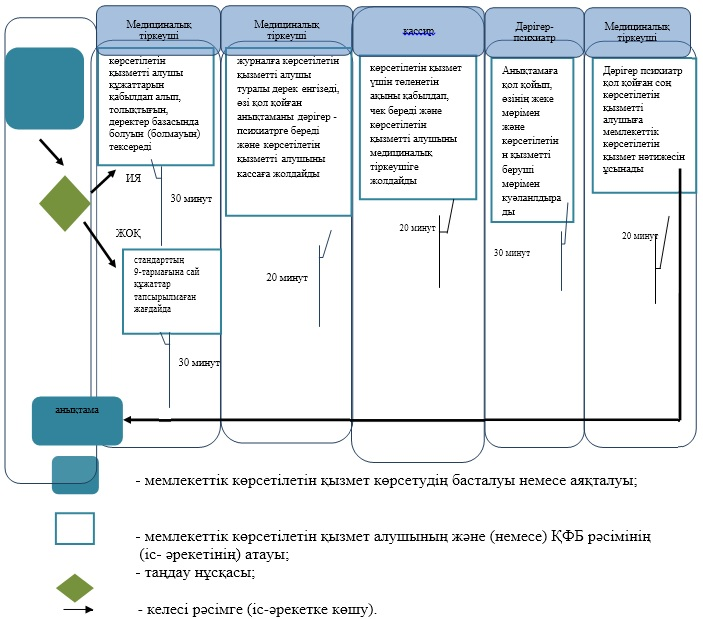 Медициналық
тіркеуші
көрсетілетін
қызметті алушы
құжаттарын
қабылдап алып,
толықтығын,
деректер базасында
болуын (болмауын)
тексереді
ИЯ
30 минут
ЖОҚ
стандарттың
9-тармағына сай
құжаттар
тапсырылмаған
жағдайда
30 минут
Медициналық
тіркеуші
журналға көрсетілетін
қызметті алушы
туралы дерек енгізеді,
өзі қол қойған
анықтаманы дәрігер -
психиатрге береді
және көрсетілетін
қызметті алушыны
кассаға жолдайды
20 минут
кассир
көрсетілетін қызмет
үшін төленетін
ақыны қабылдап,
чек береді және
көрсетілетін
қызметті алушыны
медициналық
тіркеушіге
жолдайды
20 минут
Дәрігер-
психиатр
Анықтамаға
қол қойып,
өзінің жеке
мөрімен
және
көрсетілетін
н қызметті
беруші
мөрімен
куәланлдыра
ды
30 минут
Медициналық
тіркеуші
Дәрігер психиатр
қол қойған соң
көрсетілетін
қызметті
алушыға
мемлекеттік
көрсетілетін
қызмет нәтижесін
ұсынады
20 минут
анықтама
- мемлекеттік көрсетілетін қызмет көрсетудің басталуы немесе аяқталуы;
- мемлекеттік көрсетілетін қызмет алушының және (немесе) ҚФБ рәсімінің
(іс- әрекетінің) атауы;
- таңдау нұсқасы;
- келесі рәсімге (іс-әрекетке көшу).